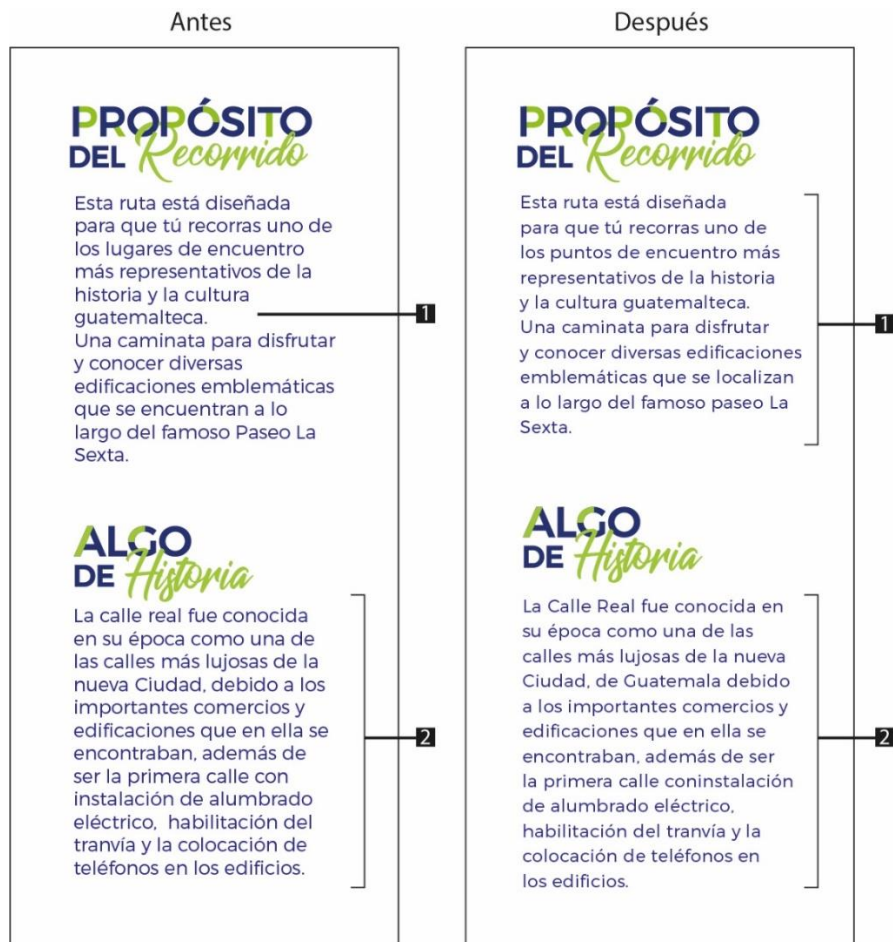 Antes
PROPÓSITO
DEL Recorrido
Esta ruta está diseñada
para que tú recorras uno de
los lugares de encuentro
más representativos de la
historia y la cultura
guatemalteca.
1
Una caminata para disfrutar
y conocer diversas
edificaciones emblemáticas
que se encuentran a lo
largo del famoso Paseo La
Sexta.
ALGO
DE Historia
La calle real fue conocida
en su época como una de
las calles más lujosas de la
nueva Ciudad, debido a los
importantes comercios y
edificaciones que en ella se
2
encontraban, además de
ser la primera calle con
instalación de alumbrado
eléctrico, habilitación del
tranvía y la colocación de
teléfonos en los edificios.
Después
PROPÓSITO
DEL Recorrido
Esta ruta está diseñada
para que tú recorras uno de
los puntos de encuentro más
representativos de la historia
y la cultura guatemalteca.
1
Una caminata para disfrutar
y conocer diversas edificaciones
emblemáticas que se localizan
a lo largo del famoso paseo La
Sexta.
ALGO
DE Historia
La Calle Real fue conocida en
su época como una de las
calles más lujosas de la nueva
Ciudad, de Guatemala debido
a los importantes comercios y
edificaciones que en ella se
2
encontraban, además de ser
la primera calle coninstalación
de alumbrado eléctrico,
habilitación del tranvía y la
colocación de teléfonos en
los edificios.